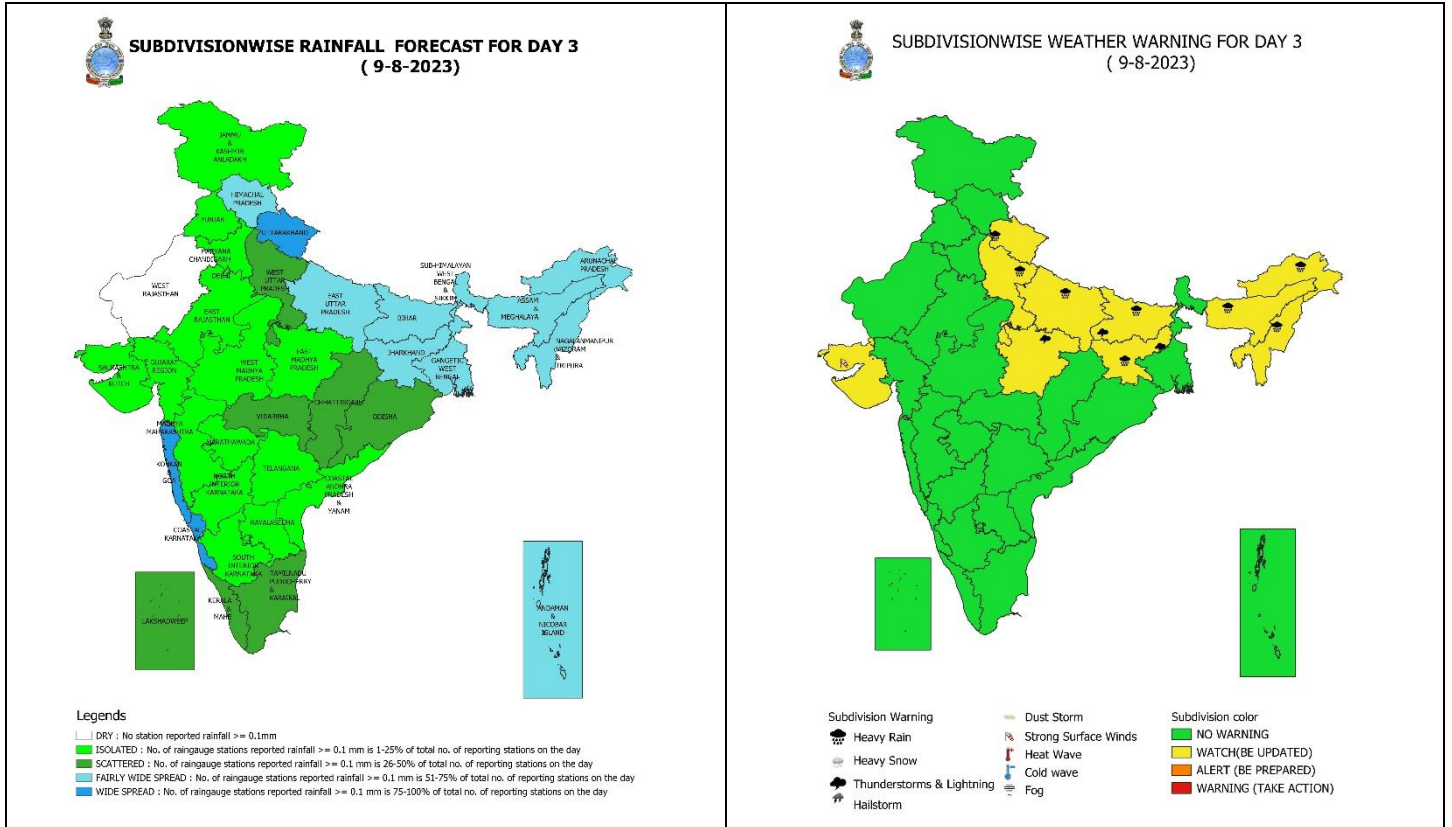 SUBDIVISIONWISE RAINFALL FORECAST FOR DAY 3
( 9-8-2023)
JAMMU
&
KASHMIR
ANLADAKH
HIMACHAL
PRADESH
PUNJAB
UTTARAKHAND
HARYANA
CHANDIGARH
DELHI
WEST
UTTAR
PRADESH
WEST
RAJASTHAN
SUB-HIMALAYAN
WEST
BENGAL
&
SIKKIM
ARUNACHAL
PRADESH
EAST
UTTAR
PRADESH
ASSAM
&
MEGHALAYA
EAST
RAJASTHAN
BIHAR
NAGALANMANIPUR
MIZORAM
&
TRIPURA
JHARKHAND
GANGETIC
WEST
BENGAL
EAST
MADHYA
PRADESH
WEST
MADHYA
PRADESH
GUJARAT
REGION
SAURASHTRA
&
KUTCH
CHHATTISGARH
VIDARBHA
ODISHA
MADHYA
MAHARASHTRA
MARATHAWADA
KONKAN
&
GOA
TELANGANA
NORTH
INTERIOR
KARNATAKA
COASTAL
ANDHRA
PRADESH
&
YANAM
RAYALASEEMA
COASTAL
KARNATAKA
SOUTH
INTERIOR
KARNATAKA
TAMILNADU
PUDUCHERRY
&
KARAIKAL
KERALA
&
MAHE
LAKSHADWEEP
ANDAMAN
&
NICOBAR
ISLAND
Legends
DRY : No station reported rainfall >= 0.1mm
ISOLATED : No. of raingauge stations reported rainfall >= 0.1 mm is 1-25% of total no. of reporting stations on the day
SCATTERED : No. of raingauge stations reported rainfall >= 0.1 mm is 26-50% of total no. of reporting stations on the day
FAIRLY WIDE SPREAD : No. of raingauge stations reported rainfall >= 0.1 mm is 51-75% of total no. of reporting stations on the day
WIDE SPREAD : No. of raingauge stations reported rainfall >= 0.1 mm is 75-100% of total no. of reporting stations on the day
SUBDIVISIONWISE WEATHER WARNING FOR DAY 3
( 9-8-2023)
Subdivision Warning
Heavy Rain
Heavy Snow
Thunderstorms & Lightning
Hailstorm
Dust Storm
Strong Surface Winds
Heat Wave
Cold wave
Fog
Subdivision color
NO WARNING
WATCH(BE UPDATED)
ALERT (BE PREPARED)
WARNING (TAKE ACTION)